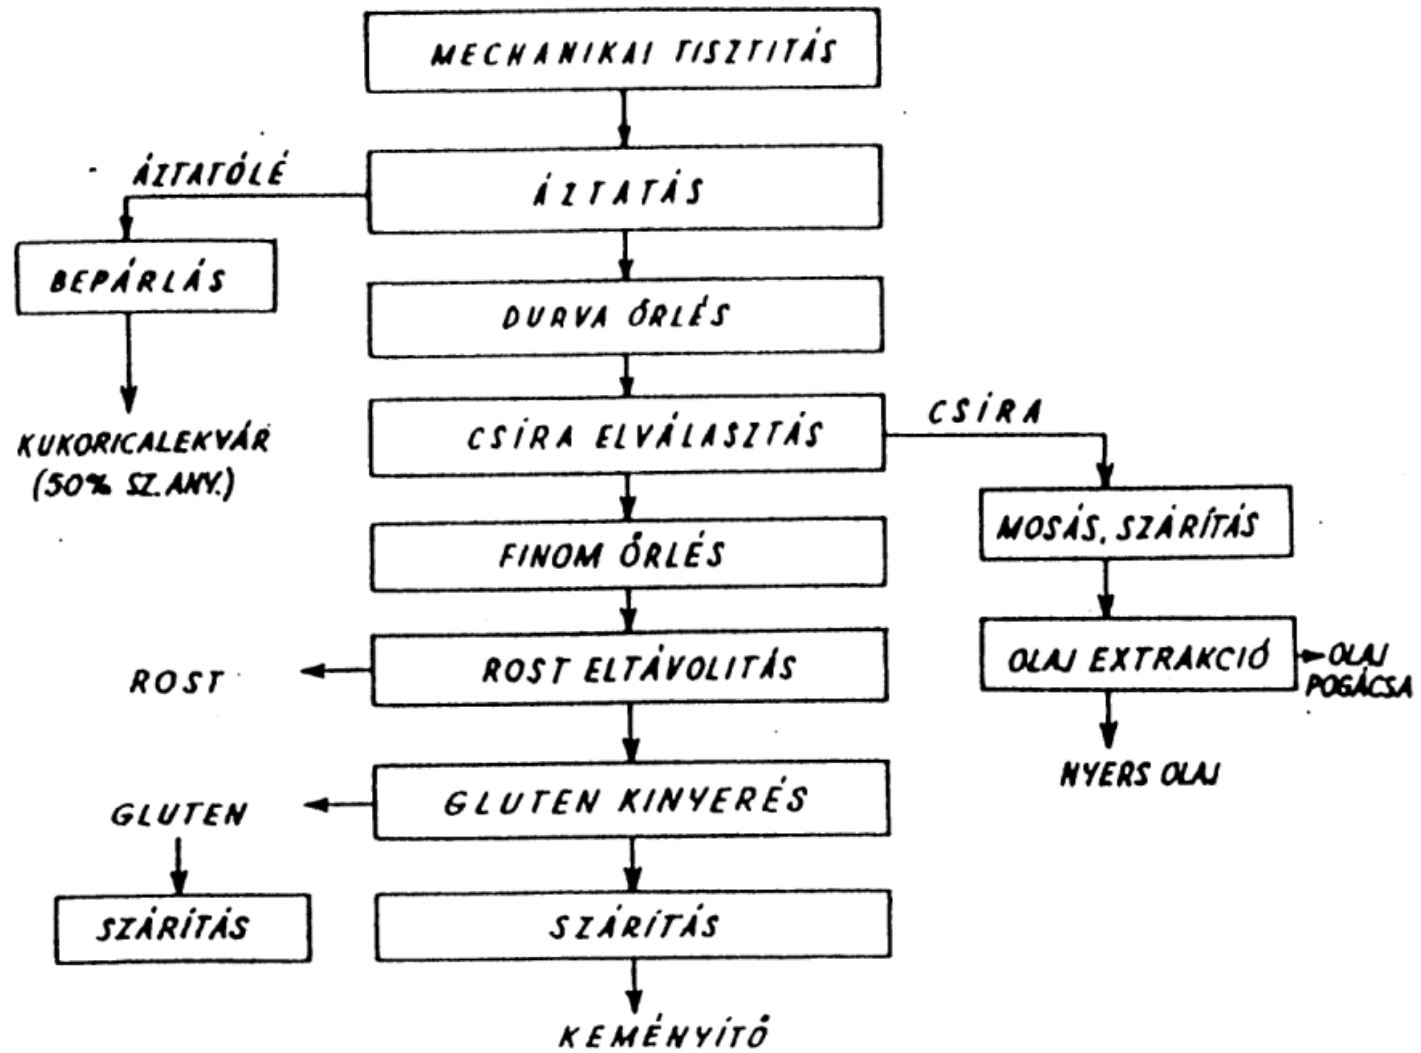 MECHANIKAI TISZTITÁS
ÁZTATÓLÉ
ÁZTATÁS
BEPÁRLÁS
DURVA ŐRLÉS
KUKORICALEKVÁR
(50% SZ.ANY.)
CSÍRA ELVÁLASZTÁS
CSÍRA
MOSÁS, SZÁRÍTÁS
FINOM ŐRLÉS
ROST
ROST ELTÁVOLITÁS
OLAJ EXTRAKCIÓ
OLAJ
POGÁCSA
NYERS OLAJ
GLUTEN
GLUTEN KINYERÉS
SZÁRÍTÁS
SZÁRÍTÁS
KEMÉNYÍTŐ